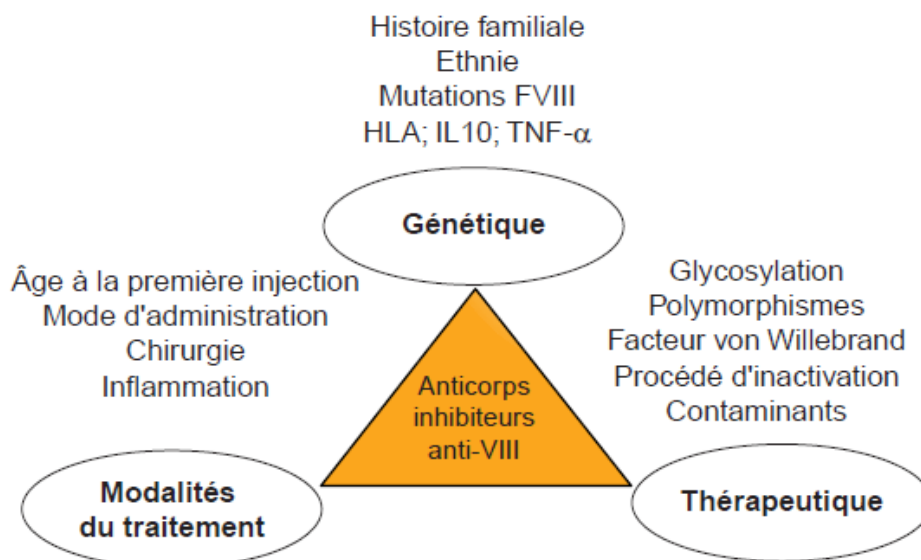 Histoire familiale
Ethnie
Mutations FVIII
HLA; IL10; TNF-α
Génétique
Âge à la première injection
Mode d'administration
Chirurgie
Inflammation
Glycosylation
Polymorphismes
Facteur von Willebrand
Procédé d'inactivation
Contaminants
Anticorps
inhibiteurs
anti-VIII
Modalités
du traitement
Thérapeutique